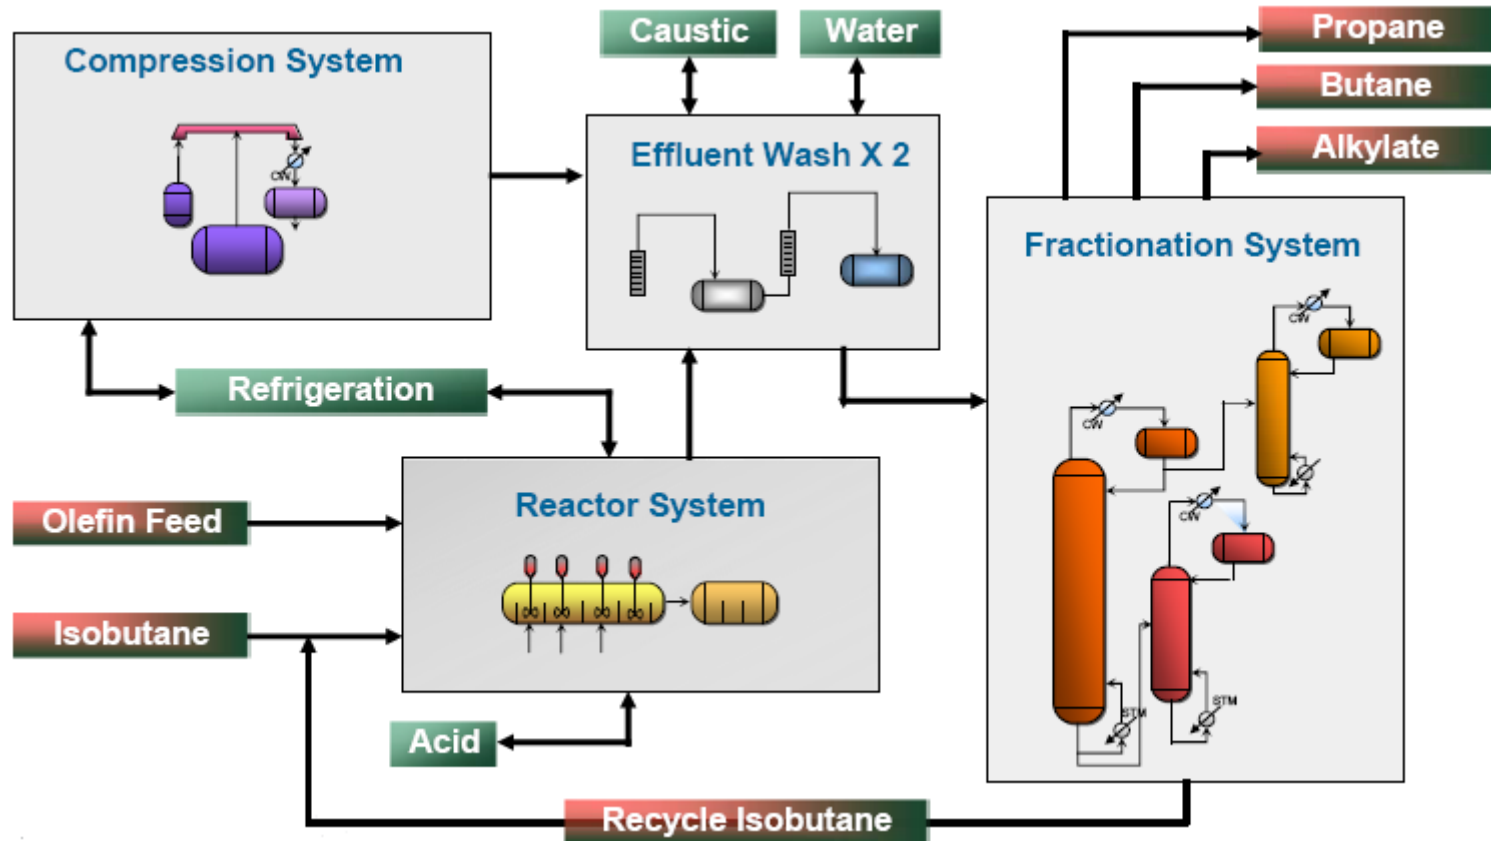 Compression System
CW
Caustic
Water
Effluent Wash X 2
Propane
Butane
Alkylate
Fractionation System
CW
CW
CW
STM
STM
Refrigeration
Reactor System
Olefin Feed
Isobutane
Acid
Recycle Isobutane